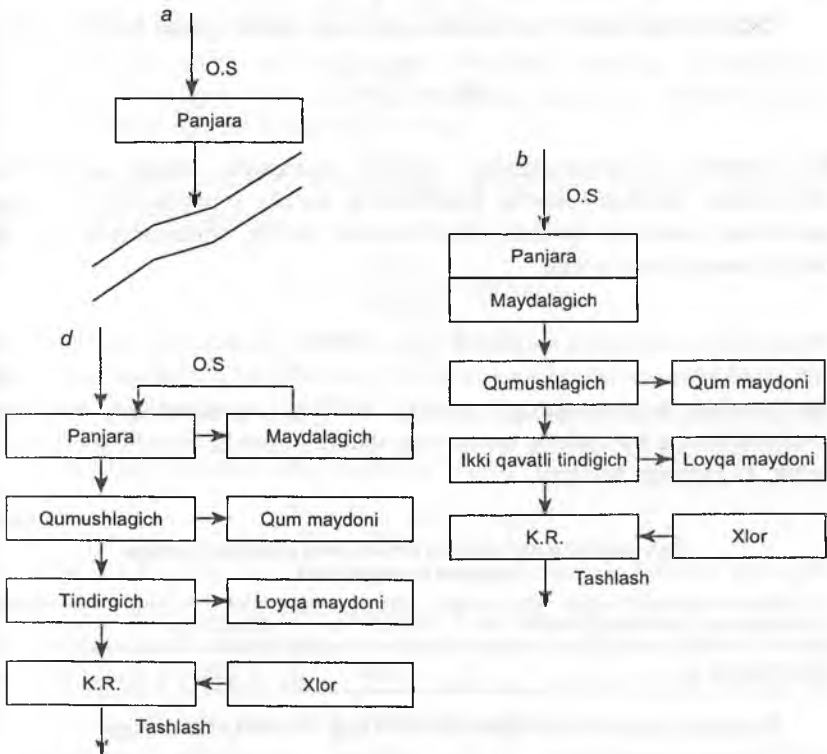 a
O.S
Panjara
b
O.S
Panjara
Maydalagich
Qumushlagich
Qum maydoni
Ikki qavatli tindigich
Loyqa maydoni
K.R.
Xlor
Tashlash
d
O.S
Panjara
Maydalagich
Qumushlagich
Qum maydoni
Tindirgich
Loyqa maydoni
K.R.
Xlor
Tashlash